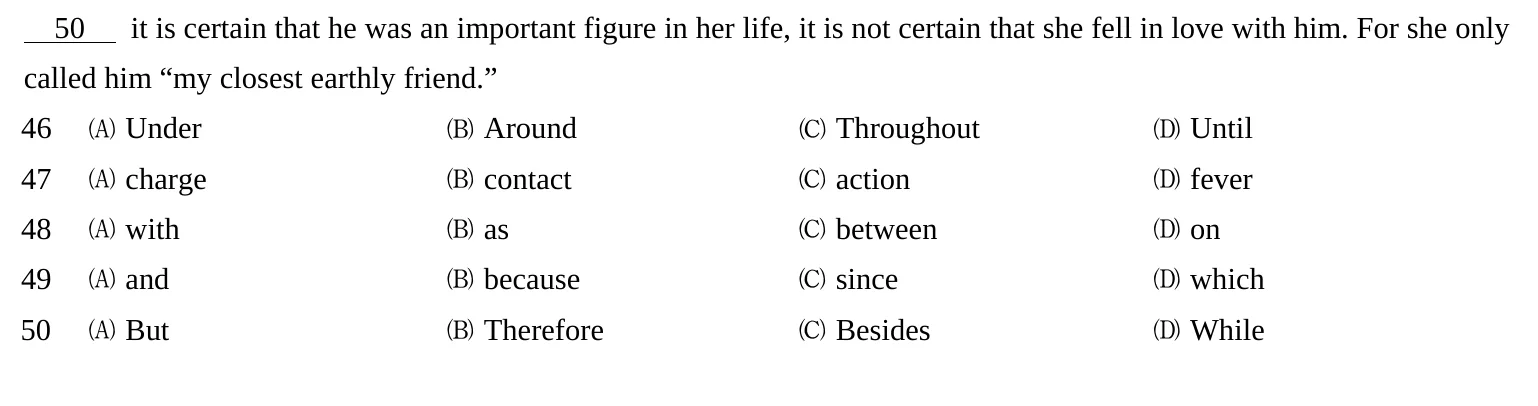 50 it is certain that he was an important figure in her life, it is not certain that she fell in love with him. For she only
called him “my closest earthly friend.”
46 (A) Under (B) Around (C) Throughout (D) Until
47 (A) charge (B) contact (C) action (D) fever
48 (A) with (B) as (C) between (D) on
49 (A) and (B) because (C) since (D) which
50 (A) But (B) Therefore (C) Besides (D) While